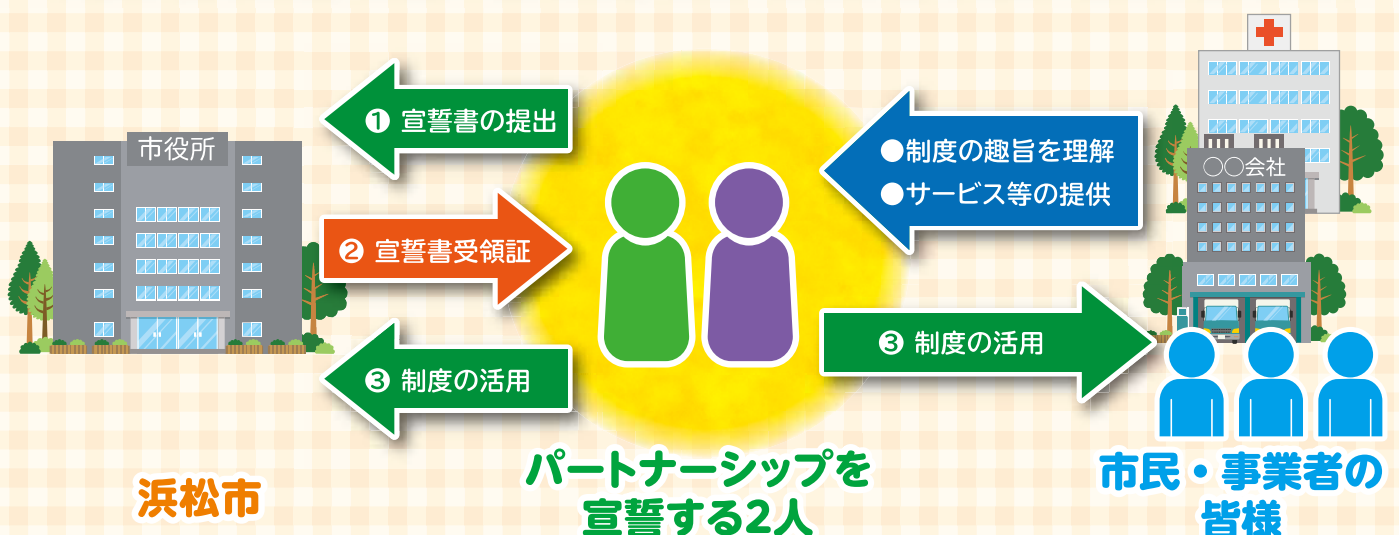 市役所
❶ 宣誓書の提出
❷ 宣誓書受領証
❸ 制度の活用
浜松市
パートナーシップを
宣誓する2人
●制度の趣旨を理解
●サービス等の提供
❸ 制度の活用
○○会社
市民・事業者の
皆様